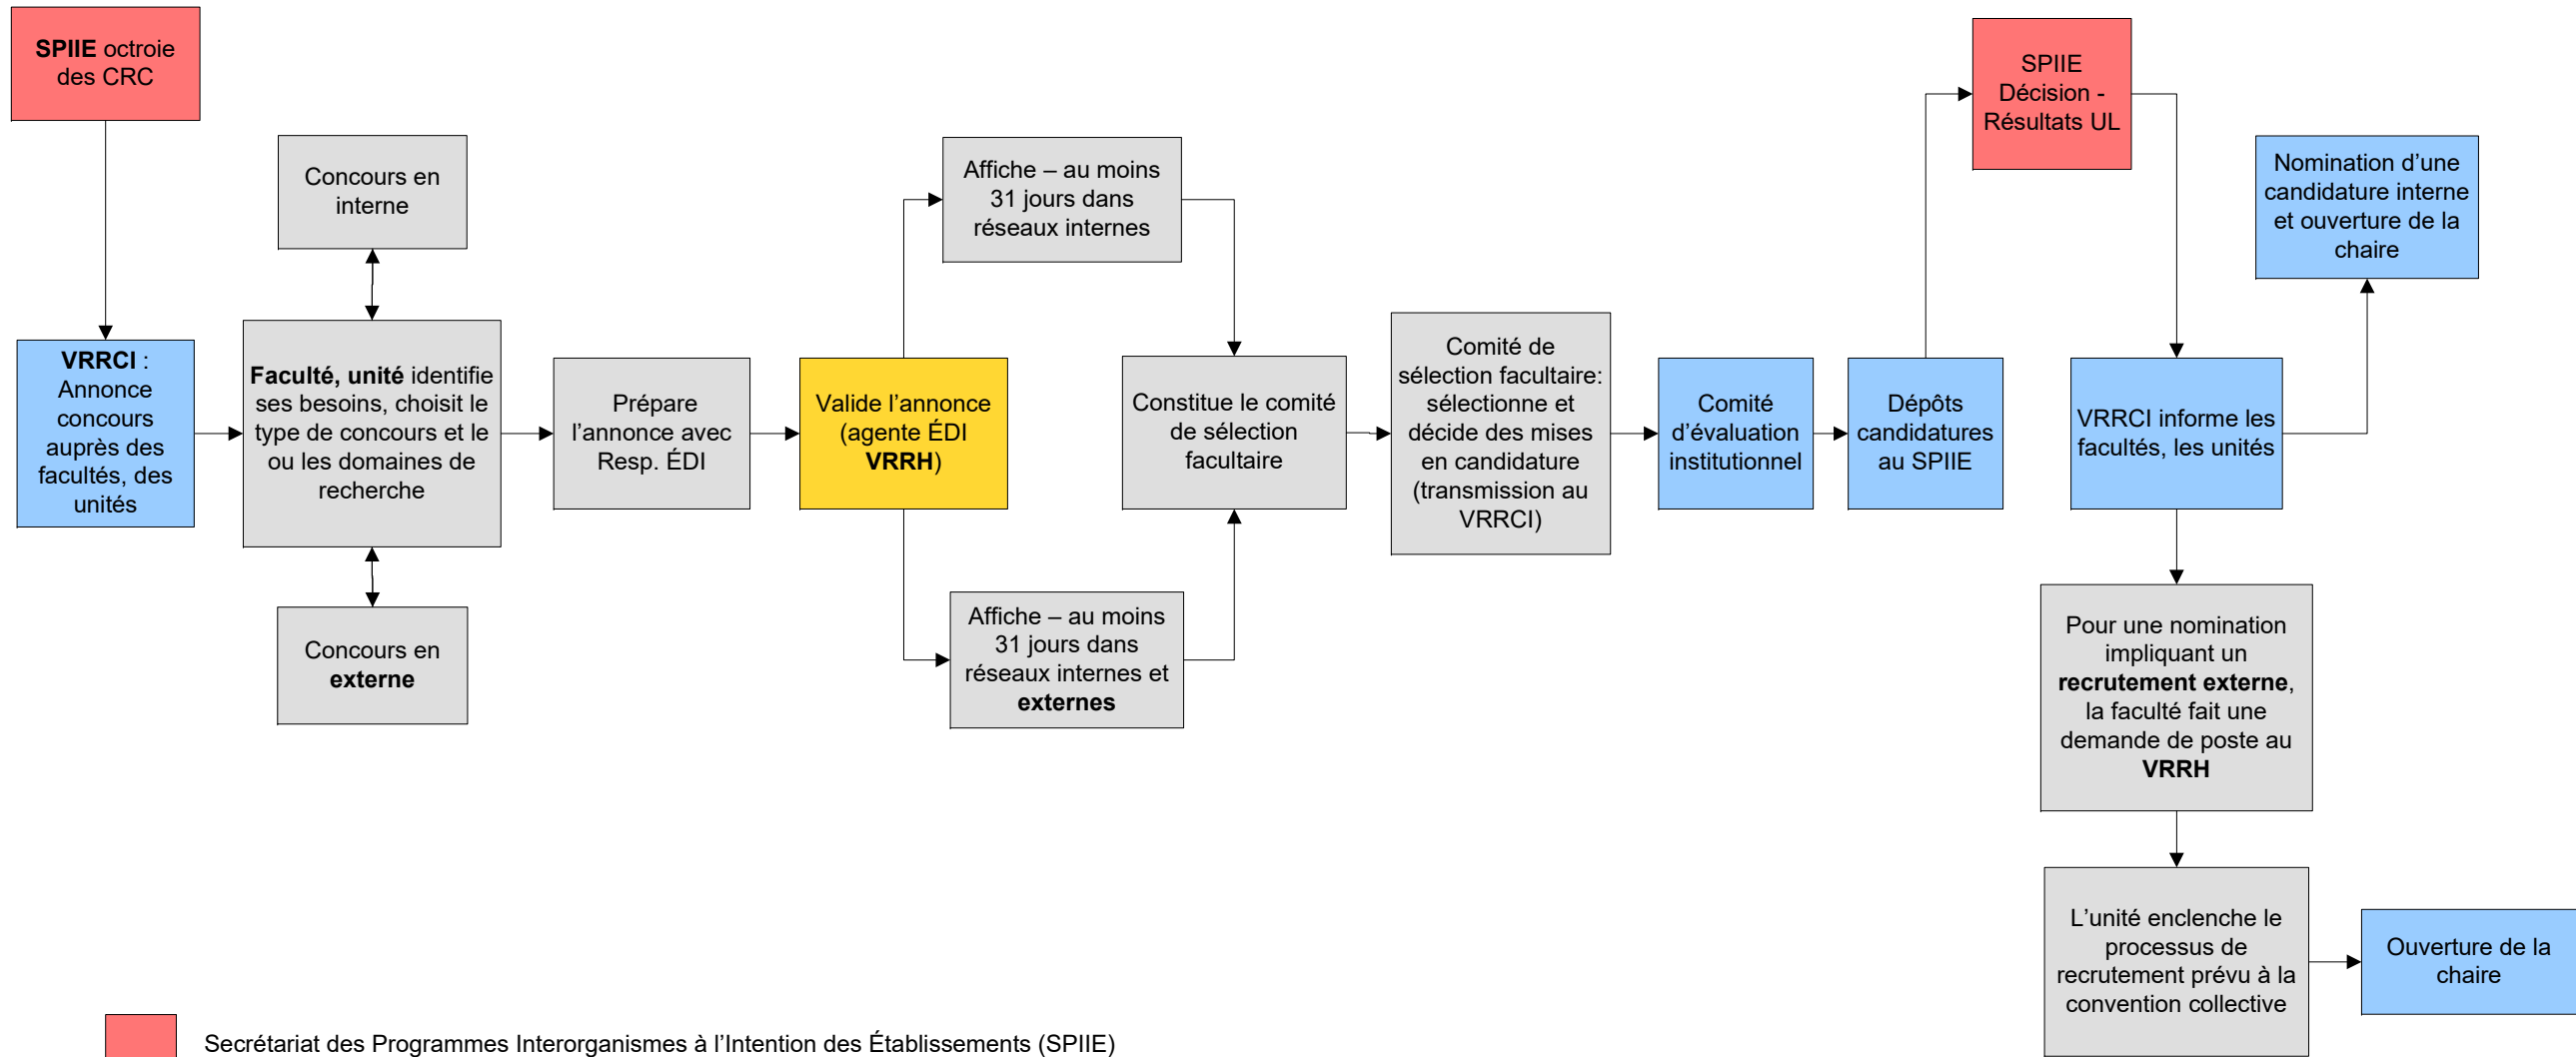 SPIIE octroie
des CRC
VRRCI :
Annonce
concours
auprès des
facultés, des
unités
Concours en
interne
Faculté, unité identifie
ses besoins, choisit le
type de concours et le
ou les domaines de
recherche
Concours en
externe
Prépare
l’annonce avec
Resp. ÉDI
Valide l’annonce
(agente ÉDI
VRRH)
Affiche – au moins
31 jours dans
réseaux internes
Affiche – au moins
31 jours dans
réseaux internes et
externes
Constitue le comité
de sélection
facultaire
Comité de
sélection facultaire:
sélectionne et
décide des mises
en candidature
(transmission au
VRRCI)
Comité
d’évaluation
institutionnel
Dépôts
candidatures
au SPIIE
SPIIE
Décision -
Résultats UL
VRRCI informe les
facultés, les unités
Nomination d’une
candidature interne
et ouverture de la
chaire
Pour une nomination
impliquant un
recrutement externe,
la faculté fait une
demande de poste au
VRRH
L’unité enclenche le
processus de
recrutement prévu à la
convention collective
Ouverture de la
chaire
Secrétariat des Programmes Interorganismes à l’Intention des Établissements (SPIIE)